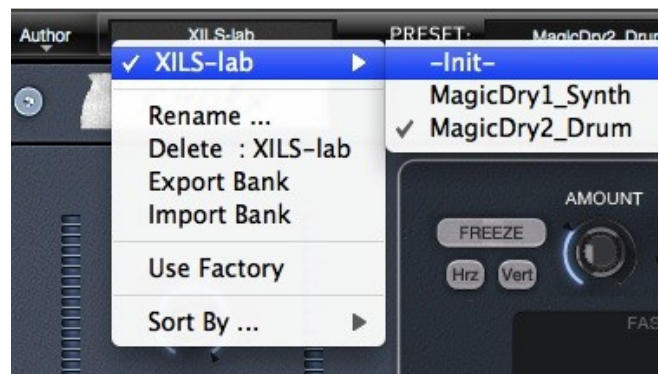 Author
XILS-lab
PRESET:
MagicDry2_Drum
✓ XILS-lab ▶
Rename ...
Delete : XILS-lab
Export Bank
Import Bank
Use Factory
Sort By ... ▶
-Init-
MagicDry1_Synth
✓ MagicDry2_Drum
AMOUNT
FREEZE
Hrz
Vert